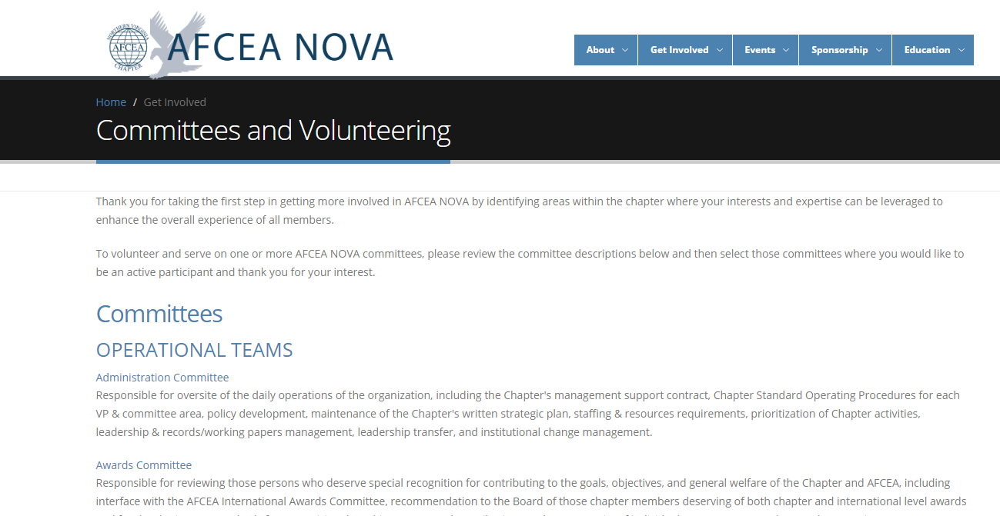 NORTHERN VIRGINIA
AFCEA
CHAPTER
AFCEA NOVA
About
Get Involved
Events
Sponsorship
Education
Home / Get Involved
Committees and Volunteering
Thank you for taking the first step in getting more involved in AFCEA NOVA by identifying areas within the chapter where your interests and expertise can be leveraged to
enhance the overall experience of all members.
To volunteer and serve on one or more AFCEA NOVA committees, please review the committee descriptions below and then select those committees where you would like to
be an active participant and thank you for your interest.
Committees
OPERATIONAL TEAMS
Administration Committee
Responsible for oversite of the daily operations of the organization, including the Chapter's management support contract, Chapter Standard Operating Procedures for each
VP & committee area, policy development, maintenance of the Chapter's written strategic plan, staffing & resources requirements, prioritization of Chapter activities,
leadership & records/working papers management, leadership transfer, and institutional change management.
Awards Committee
Responsible for reviewing those persons who deserve special recognition for contributing to the goals, objectives, and general welfare of the Chapter and AFCEA, including
interface with the AFCEA International Awards Committee, recommendation to the Board of those chapter members deserving of both chapter and international level awards